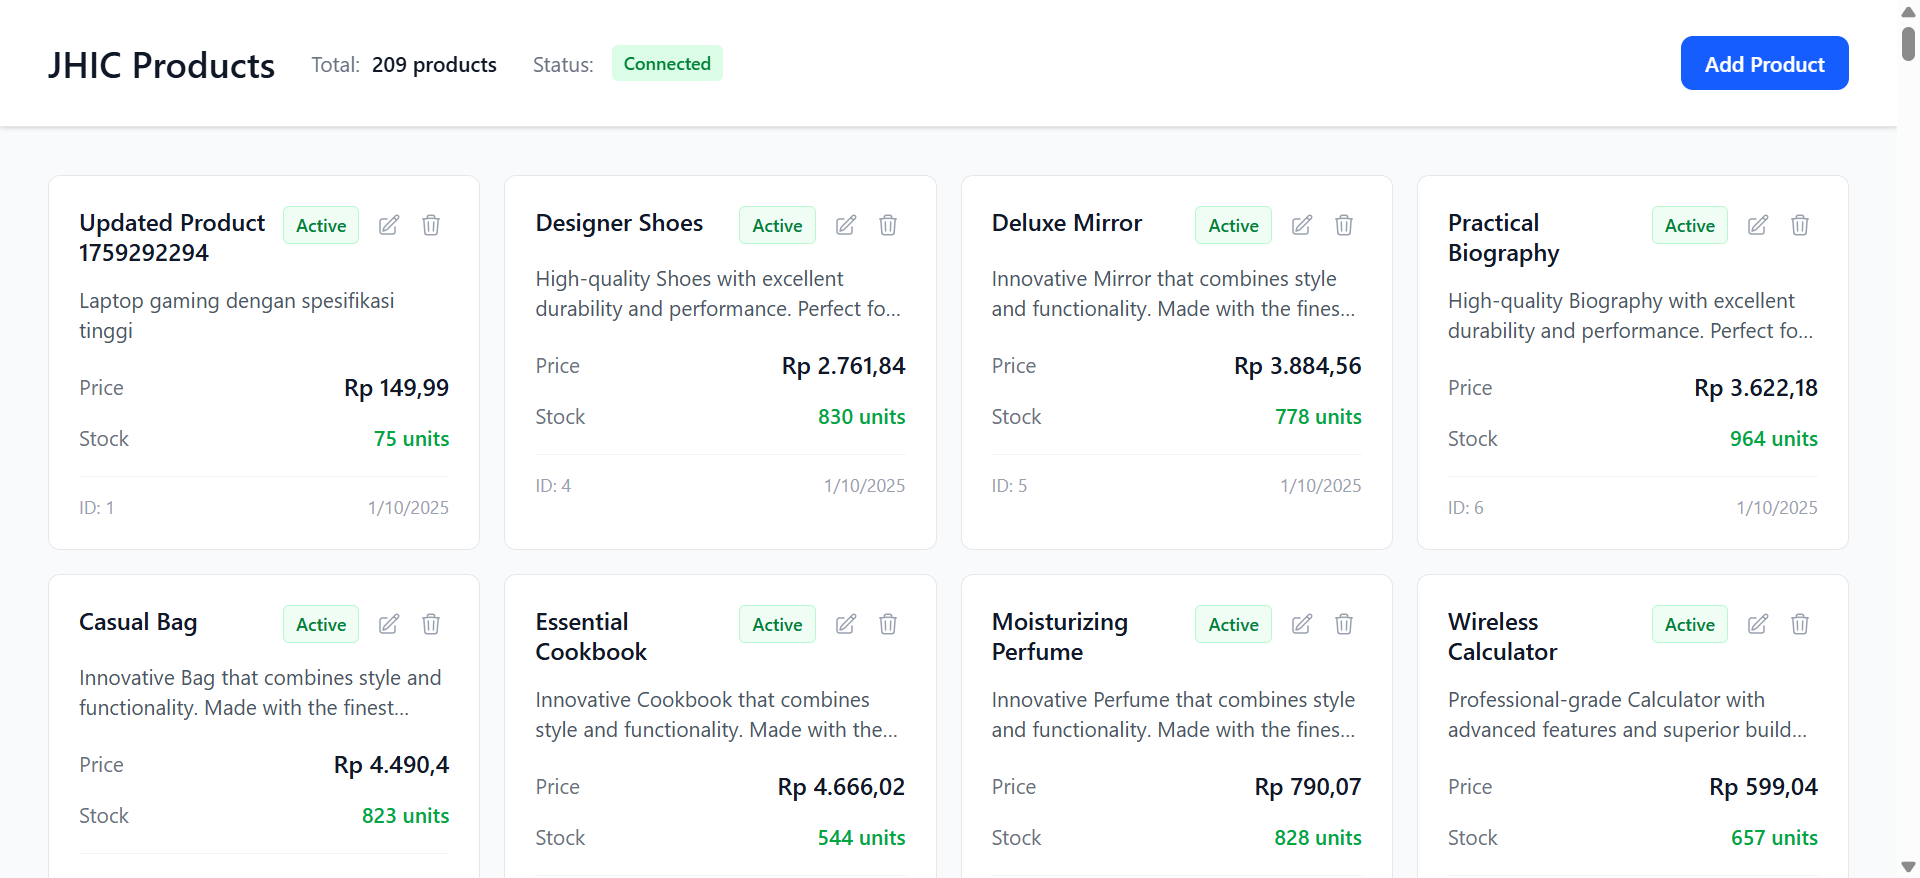 JHIC Products
Total: 209 products
Status: Connected
Add Product
Updated Product
1759292294
Active
Laptop gaming dengan spesifikasi
tinggi
Price Rp 149,99
Stock 75 units
ID: 1 1/10/2025
Designer Shoes
Active
High-quality Shoes with excellent
durability and performance. Perfect fo...
Price Rp 2.761,84
Stock 830 units
ID: 4 1/10/2025
Deluxe Mirror
Active
Innovative Mirror that combines style
and functionality. Made with the fines...
Price Rp 3.884,56
Stock 778 units
ID: 5 1/10/2025
Practical
Biography
Active
High-quality Biography with excellent
durability and performance. Perfect fo...
Price Rp 3.622,18
Stock 964 units
ID: 6 1/10/2025
Casual Bag
Active
Innovative Bag that combines style and
functionality. Made with the finest...
Price Rp 4.490,4
Stock 823 units
Essential
Cookbook
Active
Innovative Cookbook that combines
style and functionality. Made with the...
Price Rp 4.666,02
Stock 544 units
Moisturizing
Perfume
Active
Innovative Perfume that combines style
and functionality. Made with the fines...
Price Rp 790,07
Stock 828 units
Wireless
Calculator
Active
Professional-grade Calculator with
advanced features and superior build...
Price Rp 599,04
Stock 657 units